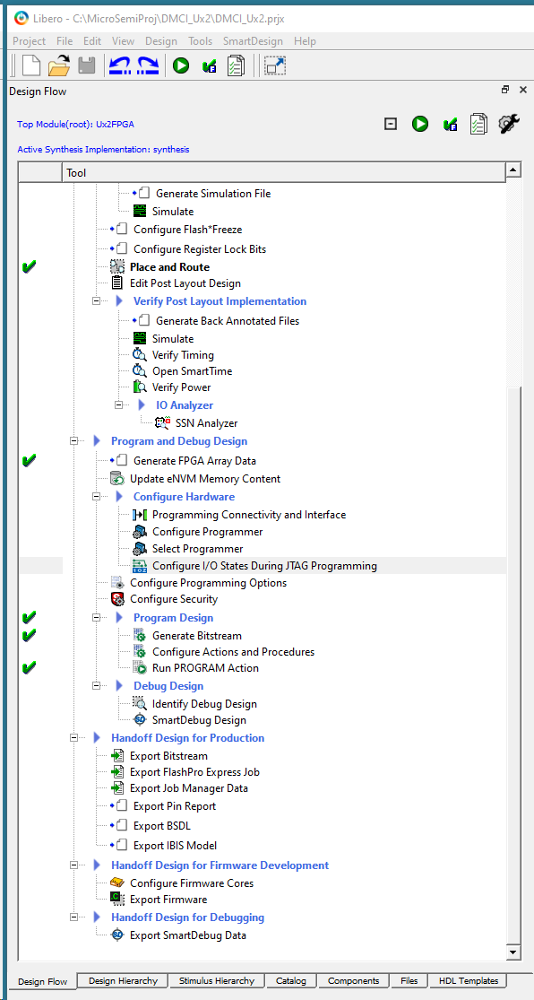 Libero - C:\MicroSemiProj\DMCI_Ux2\DMCI_Ux2.prjx
Project File Edit View Design Tools SmartDesign Help
Design Flow
Top Module(root): Ux2FPGA
Active Synthesis Implementation: synthesis
Tool
Generate Simulation File
Simulate
Configure Flash*Freeze
Configure Register Lock Bits
Place and Route
Edit Post Layout Design
Verify Post Layout Implementation
Generate Back Annotated Files
Simulate
Verify Timing
Open SmartTime
Verify Power
IO Analyzer
SSN Analyzer
Program and Debug Design
Generate FPGA Array Data
Update eNVM Memory Content
Configure Hardware
Programming Connectivity and Interface
Configure Programmer
Select Programmer
Configure I/O States During JTAG Programming
Configure Programming Options
Configure Security
Program Design
Generate Bitstream
Configure Actions and Procedures
Run PROGRAM Action
Debug Design
Identify Debug Design
SmartDebug Design
Handoff Design for Production
Export Bitstream
Export FlashPro Express Job
Export Job Manager Data
Export Pin Report
Export BSDL
Export IBIS Model
Handoff Design for Firmware Development
Configure Firmware Cores
Export Firmware
Handoff Design for Debugging
Export SmartDebug Data
Design Flow Design Hierarchy Stimulus Hierarchy Catalog Components Files HDL Templates